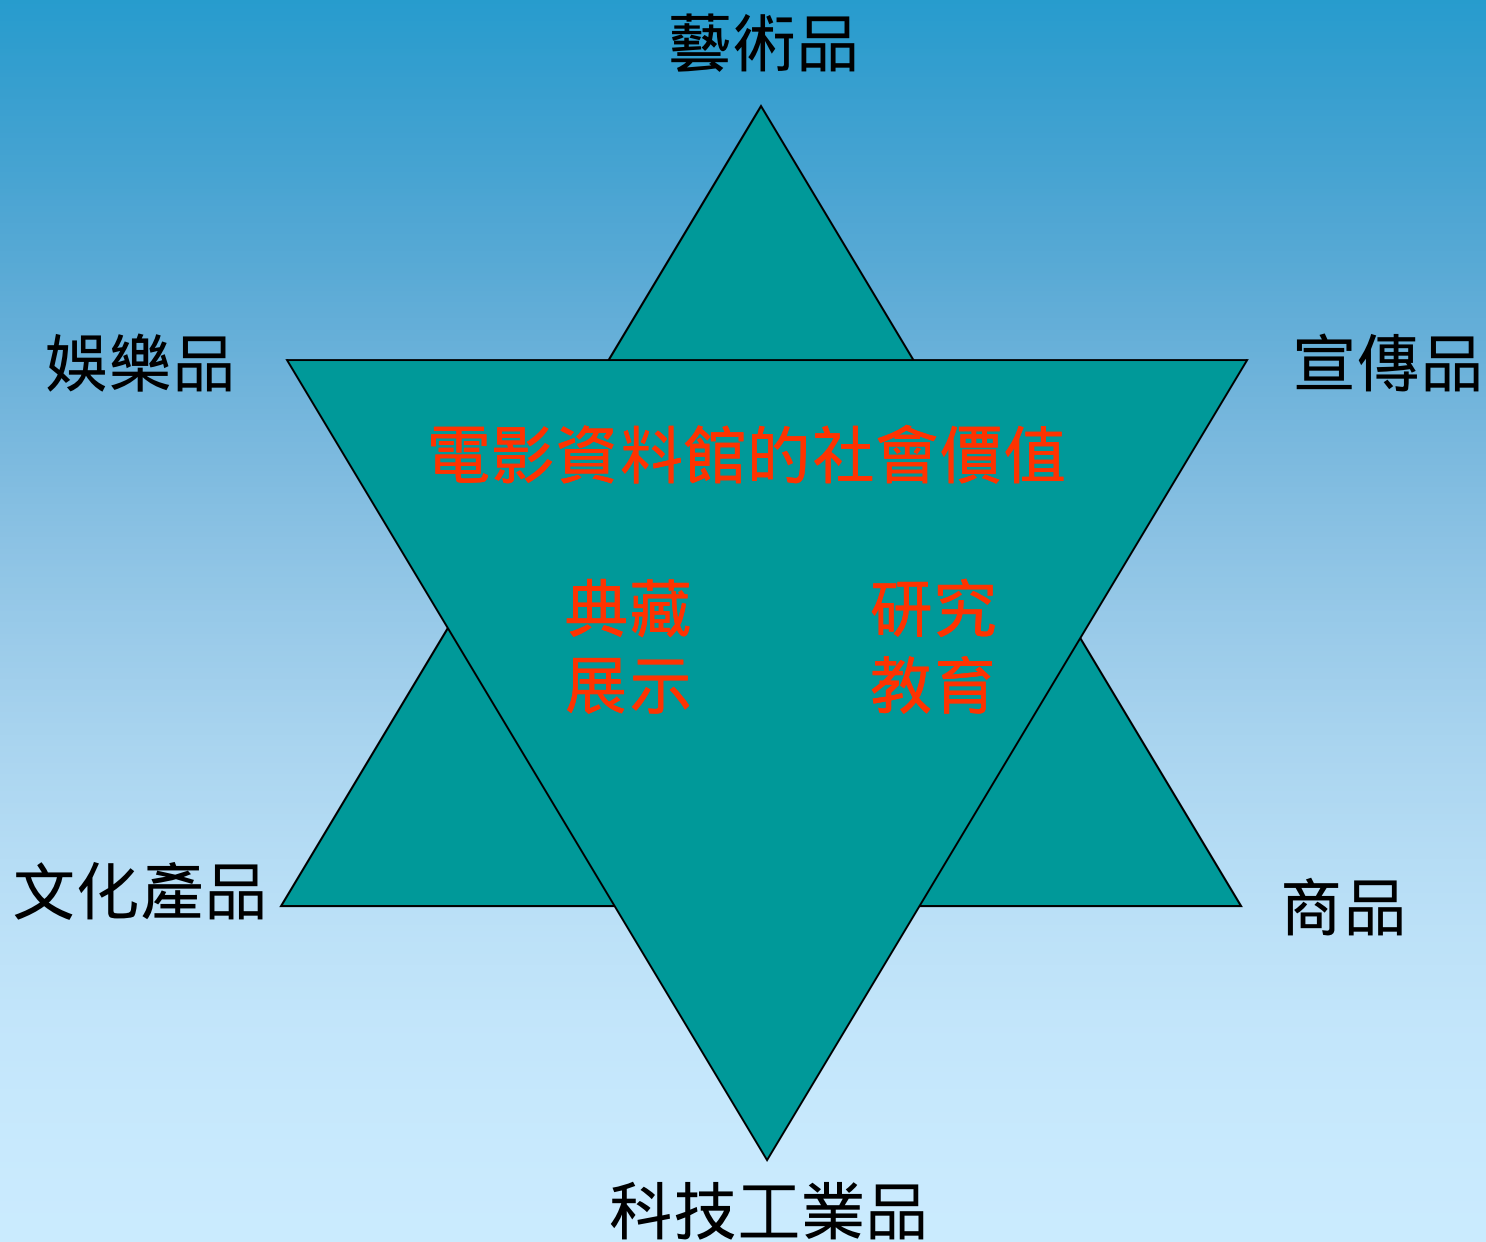 藝術品
娛樂品
宣傳品
電影資料館的社會價值
典藏 研究
展示 教育
文化產品
商品
科技工業品